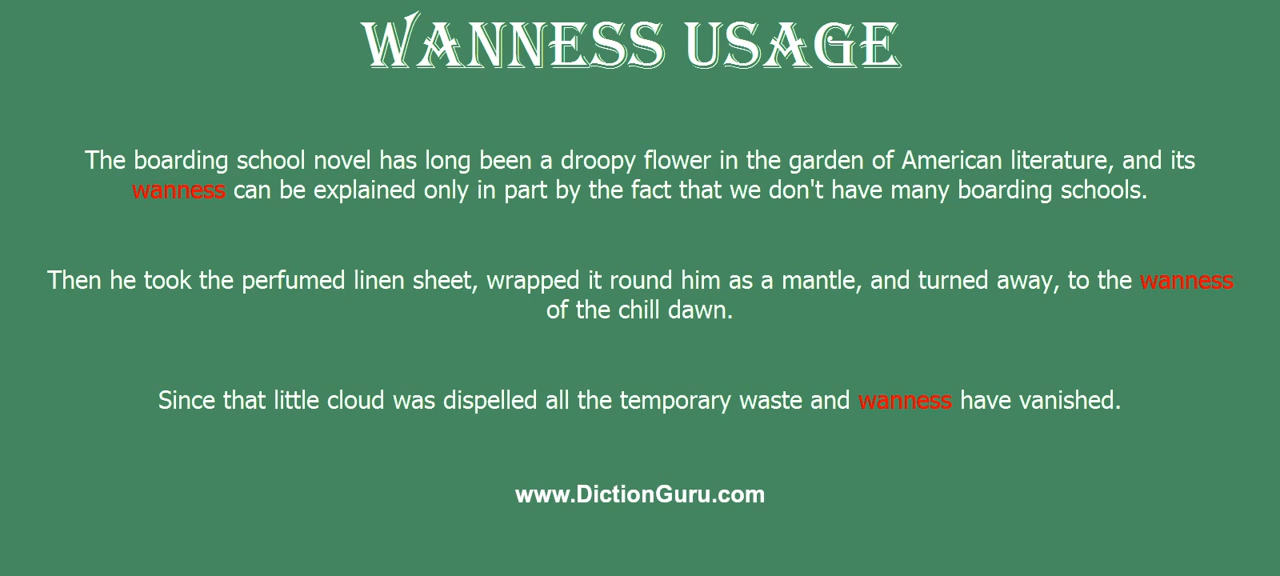 WANNESS USAGE
The boarding school novel has long been a droopy flower in the garden of American literature, and its
wanness can be explained only in part by the fact that we don't have many boarding schools.
Then he took the perfumed linen sheet, wrapped it round him as a mantle, and turned away, to the wanness
of the chill dawn.
Since that little cloud was dispelled all the temporary waste and wanness have vanished.
www.DictionGuru.com